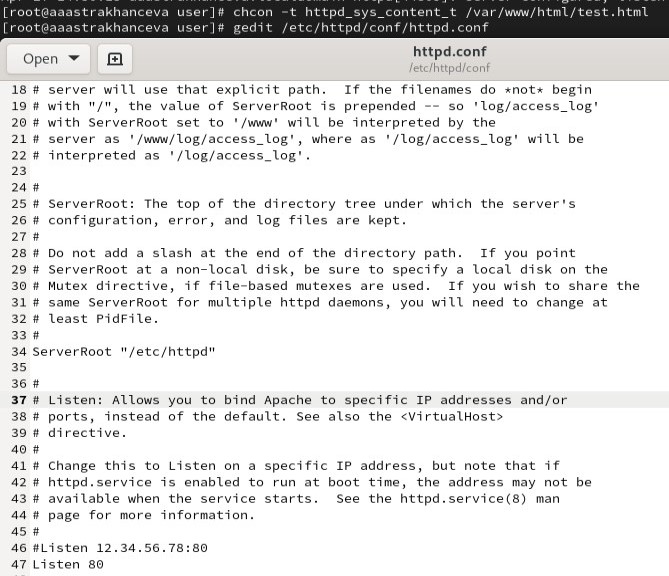 [root@aaastrakhanceva user]# chcon -t httpd_sys_content_t /var/www/html/test.html
[root@aaastrakhanceva user]# gedit /etc/httpd/conf/httpd.conf
Open
httpd.conf
/etc/httpd/conf
18 # server will use that explicit path.  If the filenames do *not* begin
19 # with "/", the value of ServerRoot is prepended -- so 'log/access_log'
20 # with ServerRoot set to '/www' will be interpreted by the
21 # server as '/www/log/access_log', where as '/log/access_log' will be
22 # interpreted as '/log/access_log'.
23
24 #
25 # ServerRoot: The top of the directory tree under which the server's
26 # configuration, error, and log files are kept.
27 #
28 # Do not add a slash at the end of the directory path.  If you point
29 # ServerRoot at a non-local disk, be sure to specify a local disk on the
30 # Mutex directive, if file-based mutexes are used.  If you wish to share the
31 # same ServerRoot for multiple httpd daemons, you will need to change at
32 # least PidFile.
33 #
34 ServerRoot "/etc/httpd"
35
36 #
37 # Listen: Allows you to bind Apache to specific IP addresses and/or
38 # ports, instead of the default. See also the <VirtualHost>
39 # directive.
40 #
41 # Change this to Listen on a specific IP address, but note that if
42 # httpd.service is enabled to run at boot time, the address may not be
43 # available when the service starts.  See the httpd.service(8) man
44 # page for more information.
45 #
46 #Listen 12.34.56.78:80
47 Listen 80